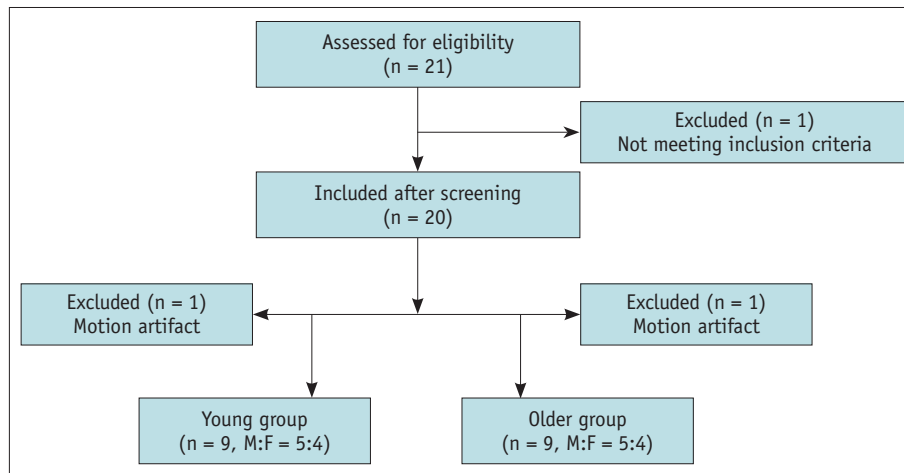 Assessed for eligibility
(n = 21)
Excluded (n = 1)
Not meeting inclusion criteria
Included after screening
(n = 20)
Excluded (n = 1)
Motion artifact
Excluded (n = 1)
Motion artifact
Young group
(n = 9, M:F = 5:4)
Older group
(n = 9, M:F = 5:4)